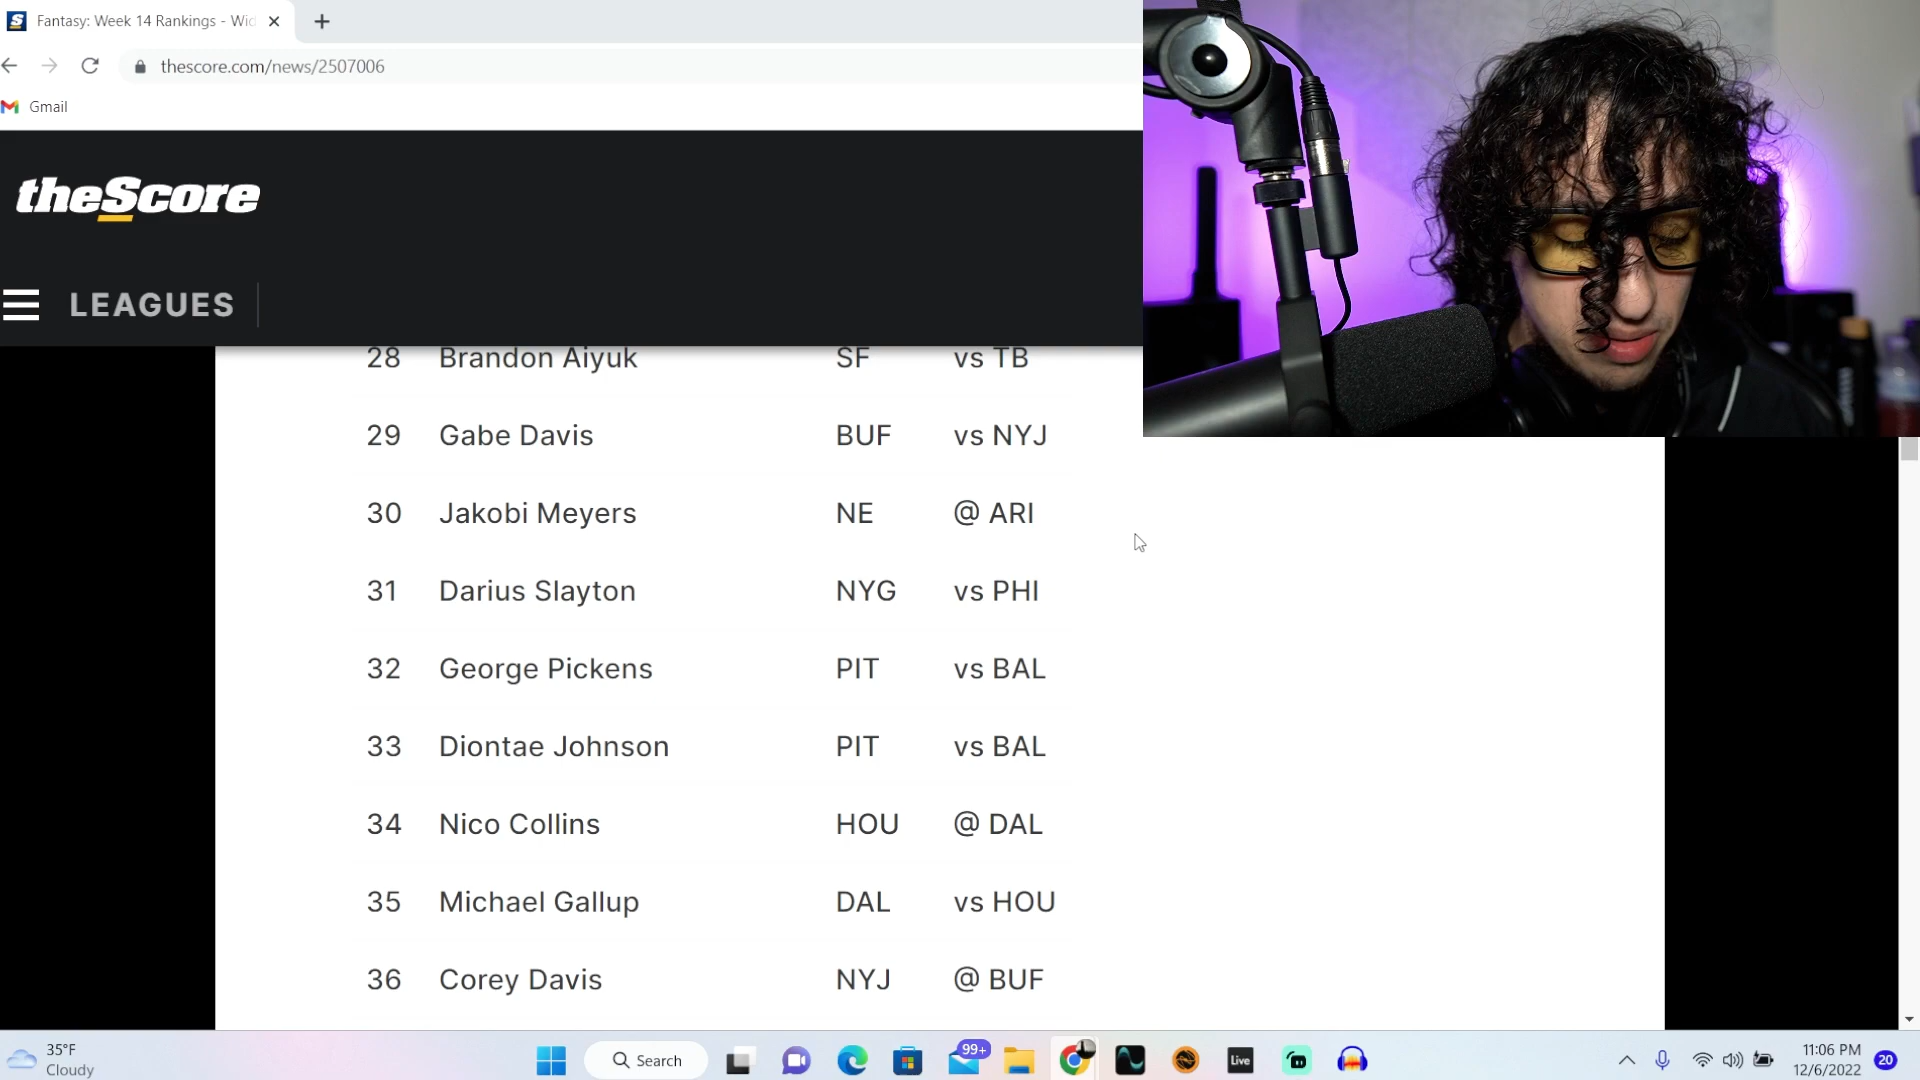 Fantasy: Week 14 Rankings - Wid
thescore.com/news/2507006
Gmail
theScore
LEAGUES
28 Brandon Aiyuk SF vs TB
29 Gabe Davis BUF vs NYJ
30 Jakobi Meyers NE @ ARI
31 Darius Slayton NYG vs PHI
32 George Pickens PIT vs BAL
33 Diontae Johnson PIT vs BAL
34 Nico Collins HOU @ DAL
35 Michael Gallup DAL vs HOU
36 Corey Davis NYJ @ BUF
35°F
Cloudy
Search
99+
Live
11:06 PM
12/6/2022
20